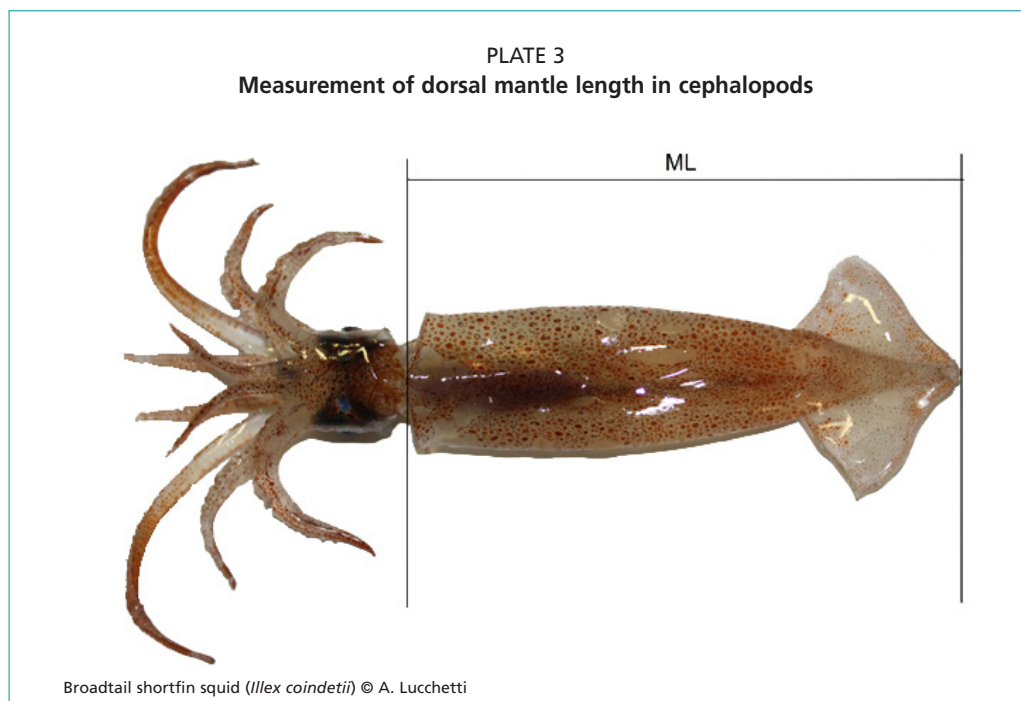 PLATE 3
Measurement of dorsal mantle length in cephalopods
ML
Broadtail shortfin squid (Illex coindetii) © A. Lucchetti